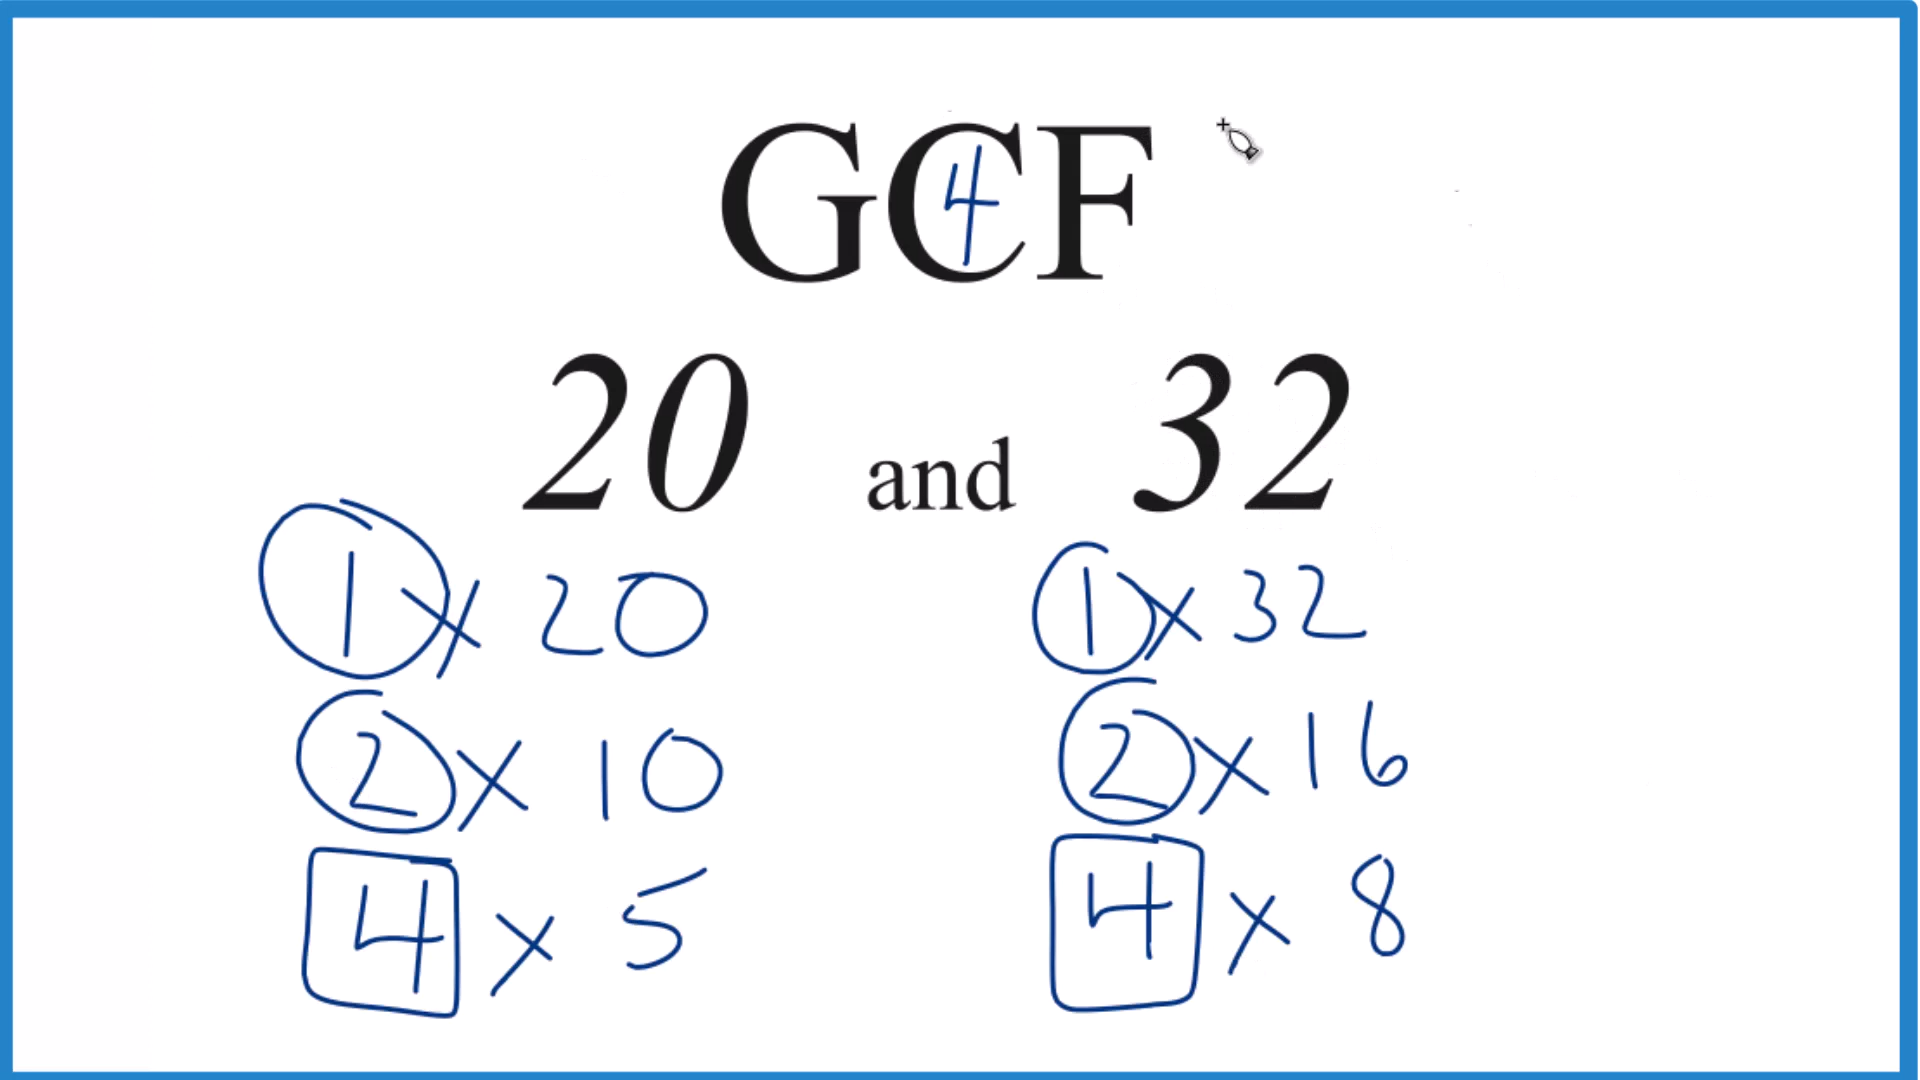 GCF
4
20 and 32
1 x 20
1 x 32
2 x 10
2 x 16
4 x 5
4 x 8